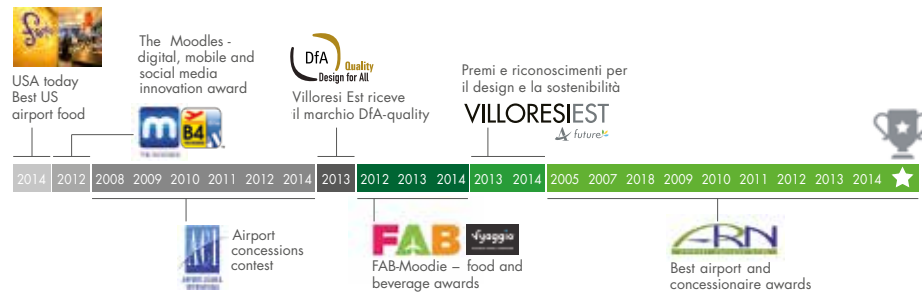 USA today
Best US
airport food
The Moodles -
digital, mobile and
social media
innovation award
m
B4
DfA
Quality
Design for All
Villoresi Est riceve
il marchio DfA-quality
Premi e riconoscimenti per
il design e la sostenibilità
VILLORESIEST
future
2014 2012 2008 2009 2010 2011 2012 2014 2013 2012 2013 2014 2013 2014 2005 2007 2018 2009 2010 2011 2012 2013 2014
ACI
Airport
concessions
contest
FAB
Vyaggio
FAB-Moodie – food and
beverage awards
ARN
Best airport and
concessionaire awards